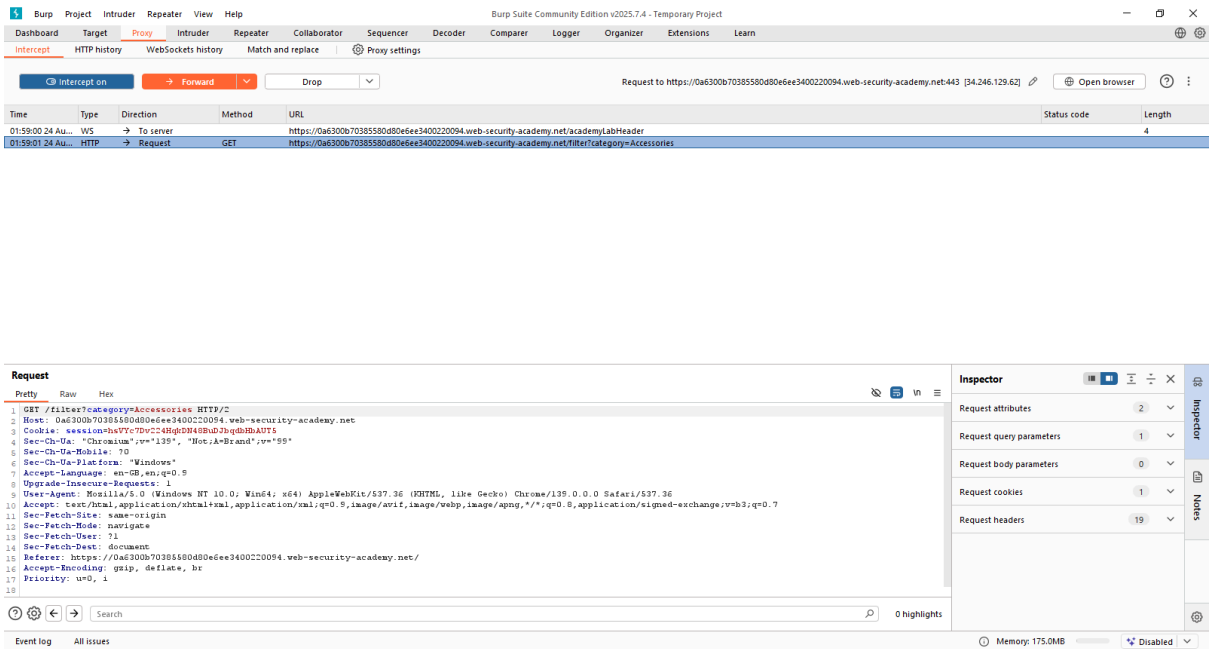 Burp Project Intruder Repeater View Help Burp Suite Community Edition v2025.7.4 - Temporary Project
Dashboard Target Proxy Intruder Repeater Collaborator Sequencer Decoder Comparer Logger Organizer Extensions Learn
Intercept HTTP history WebSockets history Match and replace Proxy settings
Intercept on Forward Drop Request to https://0a6300b70385580d80e6ee3400220094.web-security-academy.net:443 [34.246.129.62] Open browser
Time Type Direction Method URL Status code Length
01:59:00 24 Au... WS → To server https://0a6300b70385580d80e6ee3400220094.web-security-academy.net/academyLabHeader 4
01:59:01 24 Au... HTTP → Request GET https://0a6300b70385580d80e6ee3400220094.web-security-academy.net/filter?category=Accessories
Request
Pretty Raw Hex \n
1 GET /filter?category=Accessories HTTP/2
2 Host: 0a6300b70385580d80e6ee3400220094.web-security-academy.net
3 Cookie: session=hsVYc7DvZZ4HqkDN48BuDJbqdbHbAUT5
4 Sec-Ch-Ua: "Chromium";v="139", "Not;A=Brand";v="99"
5 Sec-Ch-Ua-Mobile: ?0
6 Sec-Ch-Ua-Platform: "Windows"
7 Accept-Language: en-GB,en;q=0.9
8 Upgrade-Insecure-Requests: 1
9 User-Agent: Mozilla/5.0 (Windows NT 10.0; Win64; x64) AppleWebKit/537.36 (KHTML, like Gecko) Chrome/139.0.0.0 Safari/537.36
10 Accept: text/html,application/xhtml+xml,application/xml;q=0.9,image/avif,image/webp,image/apng,*/*;q=0.8,application/signed-exchange;v=b3;q=0.7
11 Sec-Fetch-Site: same-origin
12 Sec-Fetch-Mode: navigate
13 Sec-Fetch-User: ?1
14 Sec-Fetch-Dest: document
15 Referer: https://0a6300b70385580d80e6ee3400220094.web-security-academy.net/
16 Accept-Encoding: gzip, deflate, br
17 Priority: u=0, i
18
Search 0 highlights
Inspector
Request attributes 2
Request query parameters 1
Request body parameters 0
Request cookies 1
Request headers 19
Inspector
Notes
Event log All issues Memory: 175.0MB Disabled